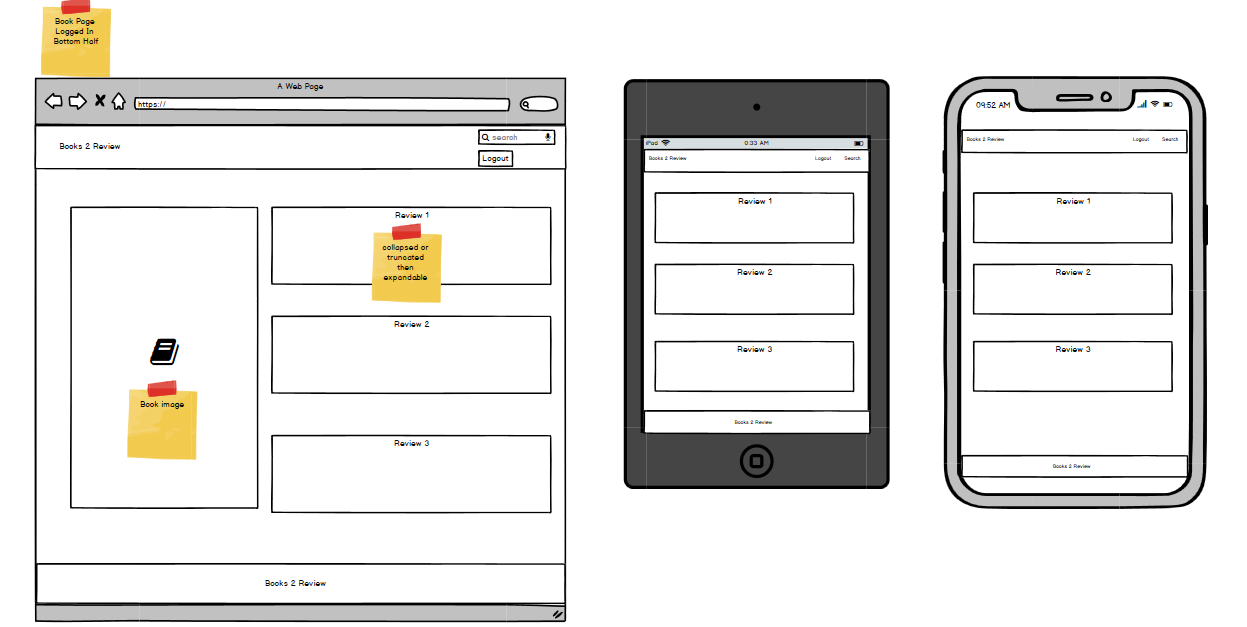 Book Page
Logged In
Bottom Half
A Web Page
https://
search
Books 2 Review
Logout
Review 1
collapsed or
truncated
then
expandable
Review 2
Book image
Review 3
Books 2 Review
iPad
0:33 AM
Books 2 Review
Logout
Search
Review 1
Review 2
Review 3
Books 2 Review
09:52 AM
Books 2 Review
Logout
Search
Review 1
Review 2
Review 3
Books 2 Review